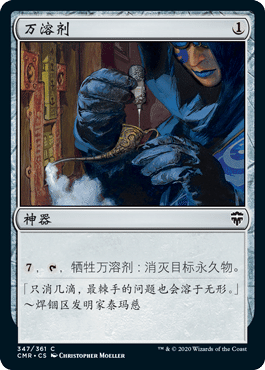 万溶剂 1
神器
7，，牺牲万溶剂：消灭目标永久物。
「只消几滴，最棘手的问题也会溶于无形。」
～焊锢区发明家泰玛慈
347/361 C
CMR • CS Christopher Moeller
™ & © 2020 Wizards of the Coast